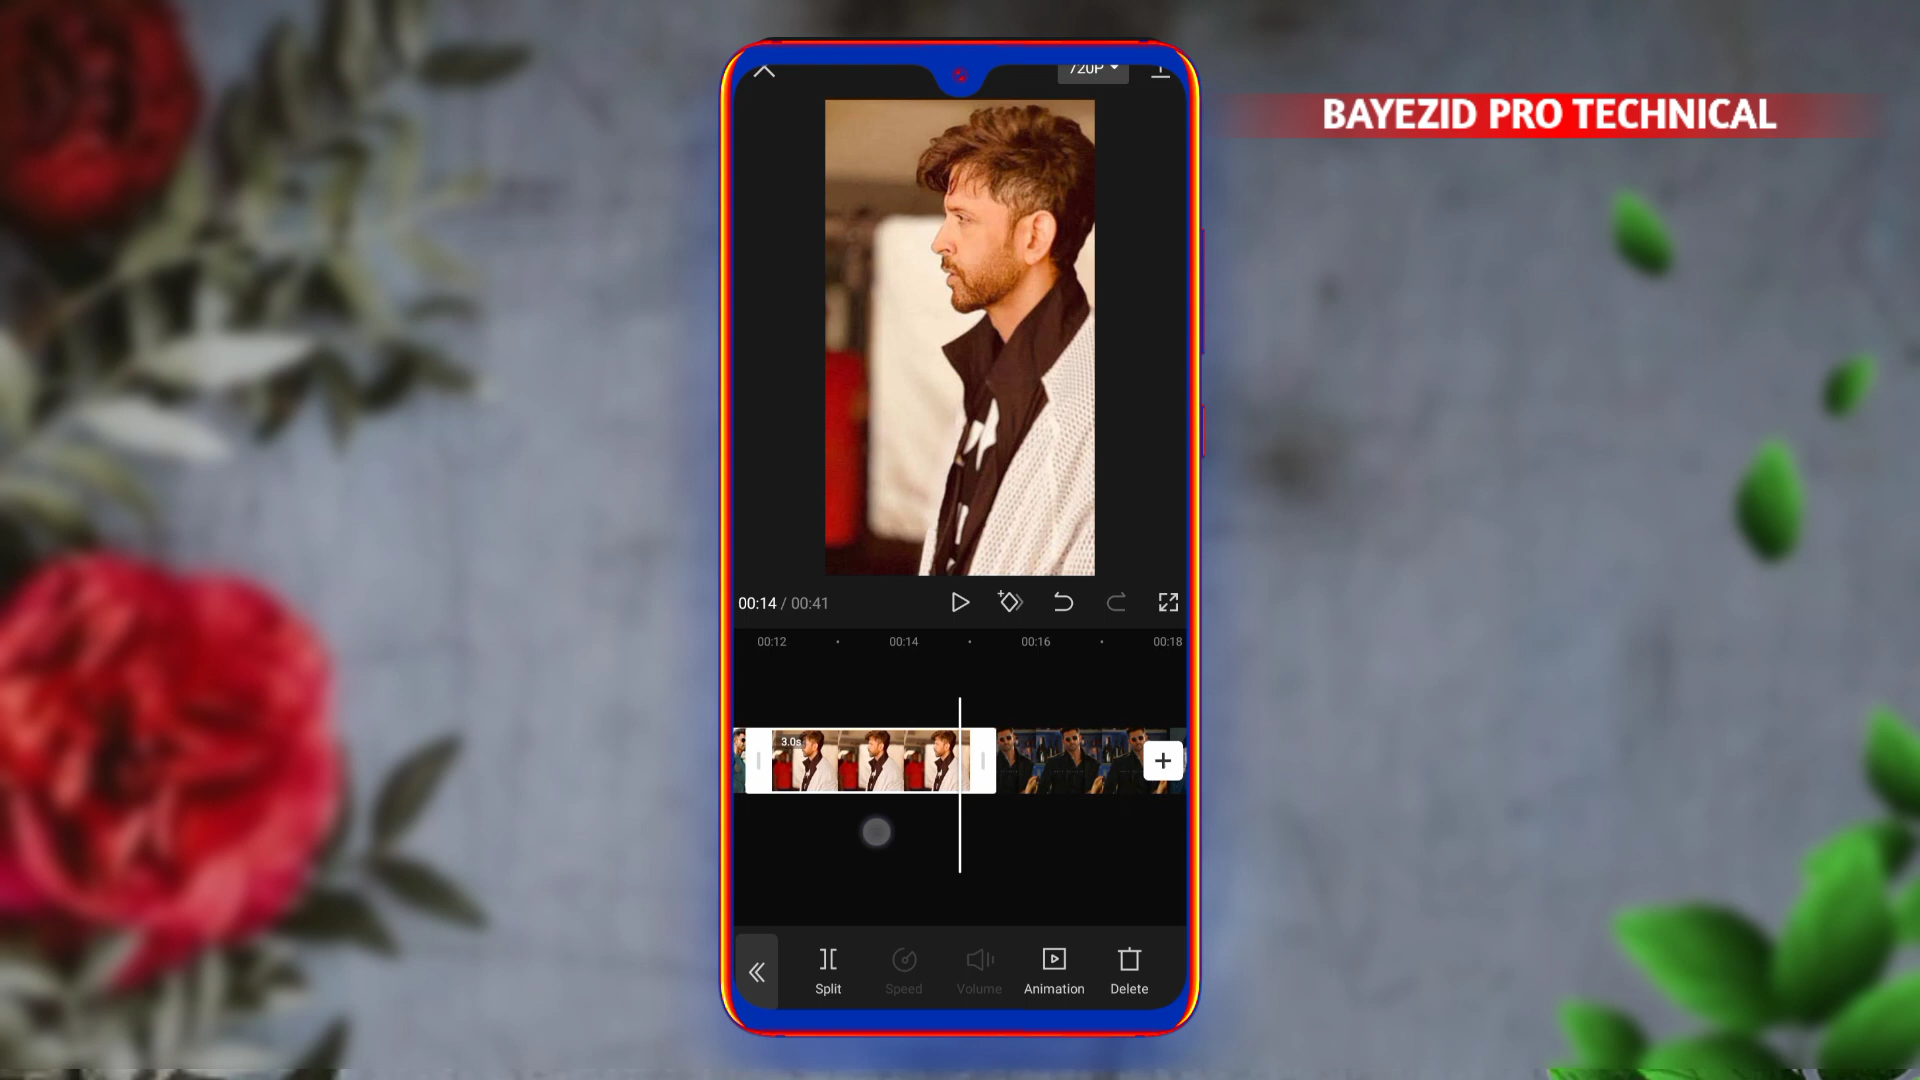 720P
BAYEZID PRO TECHNICAL
00:14 / 00:41
00:12 00:14 00:16 00:18
3.0s
Split Speed Volume Animation Delete